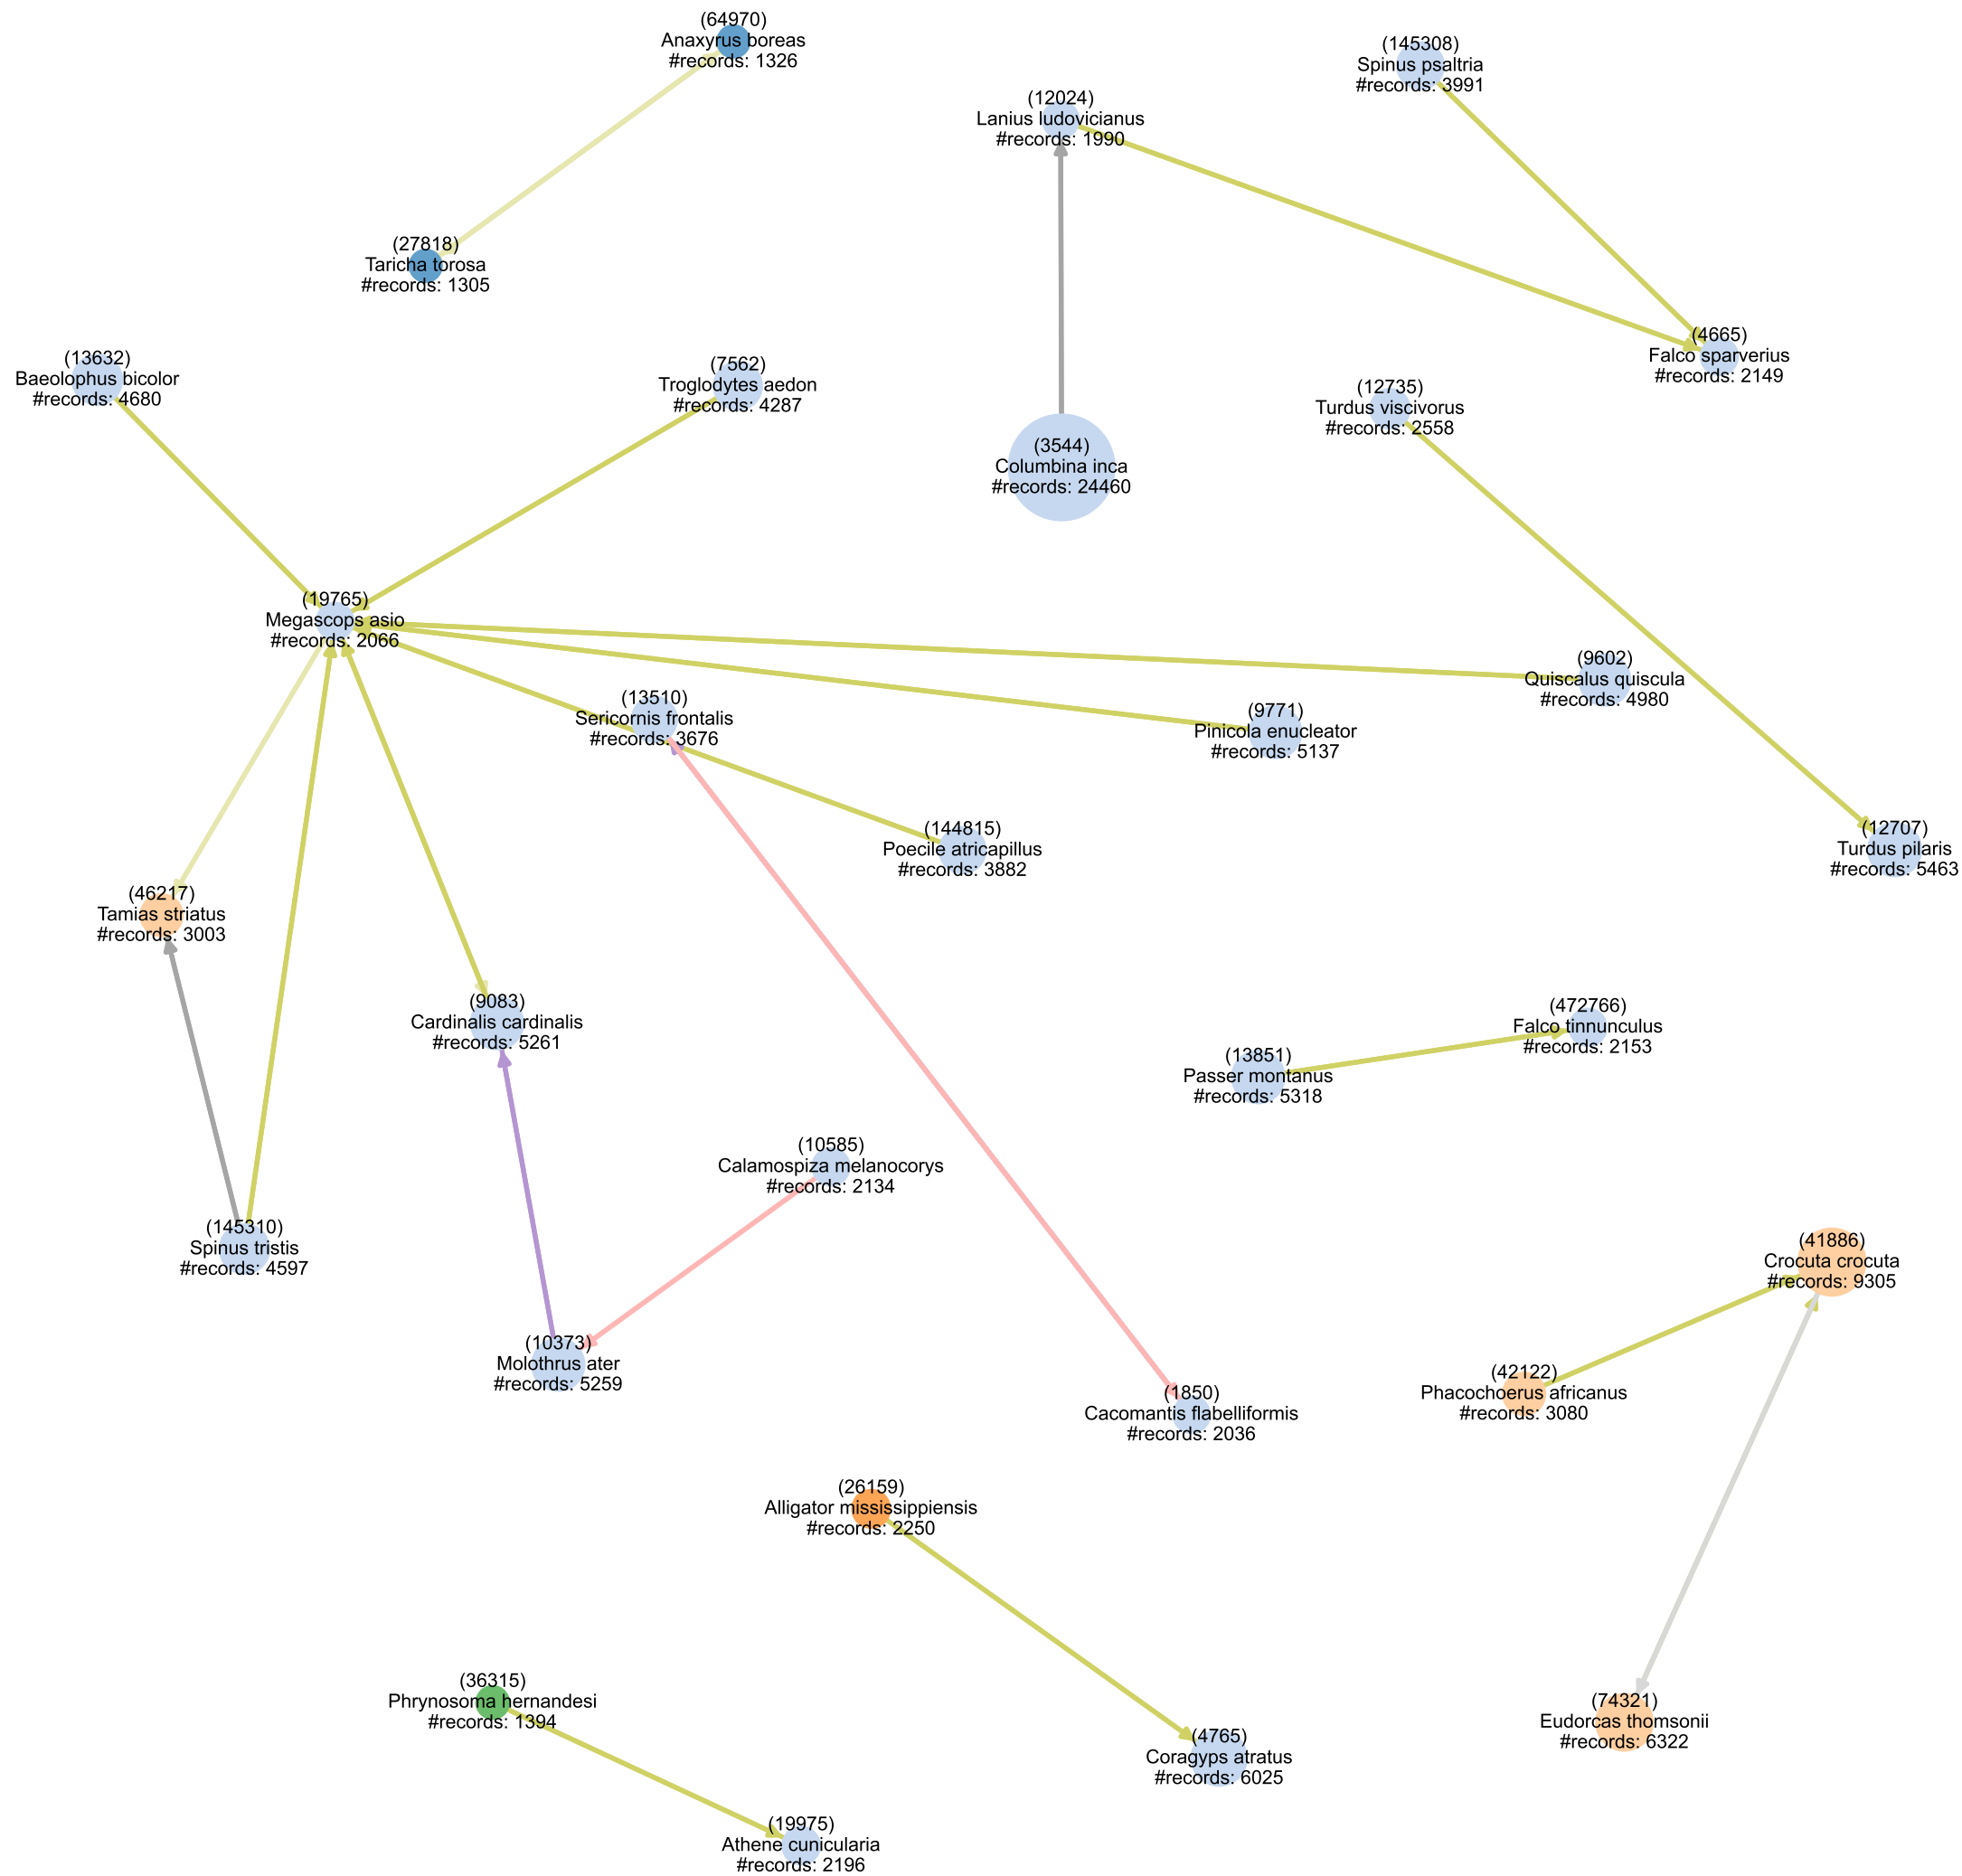 (64970)
Anaxyrus boreas
#records: 1326
(145308)
Spinus psaltria
#records: 3991
(12024)
Lanius ludovicianus
#records: 1990
(27818)
Taricha torosa
#records: 1305
(4665)
Falco sparverius
#records: 2149
(13632)
Baeolophus bicolor
#records: 4680
(7562)
Troglodytes aedon
#records: 4287
(12735)
Turdus viscivorus
#records: 2558
(3544)
Columbina inca
#records: 24460
(19765)
Megascops asio
#records: 2066
(9602)
Quiscalus quiscula
#records: 4980
(13510)
Sericornis frontalis
#records: 3676
(9771)
Pinicola enucleator
#records: 5137
(144815)
Poecile atricapillus
#records: 3882
(12707)
Turdus pilaris
#records: 5463
(46217)
Tamias striatus
#records: 3003
(9083)
Cardinalis cardinalis
#records: 5261
(472766)
Falco tinnunculus
#records: 2153
(13851)
Passer montanus
#records: 5318
(10585)
Calamospiza melanocorys
#records: 2134
(145310)
Spinus tristis
#records: 4597
(41886)
Crocuta crocuta
#records: 9305
(10373)
Molothrus ater
#records: 5259
(42122)
Phacochoerus africanus
#records: 3080
(1850)
Cacomantis flabelliformis
#records: 2036
(26159)
Alligator mississippiensis
#records: 2250
(36315)
Phrynosoma hernandesi
#records: 1394
(74321)
Eudorcas thomsonii
#records: 6322
(4765)
Coragyps atratus
#records: 6025
(19975)
Athene cunicularia
#records: 2196